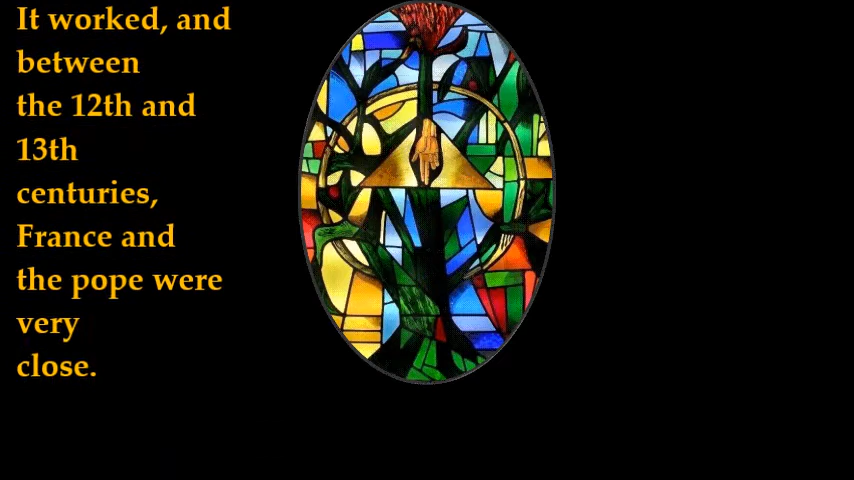 It worked, and
between
the 12th and
13th
centuries,
France and
the pope were
very
close.